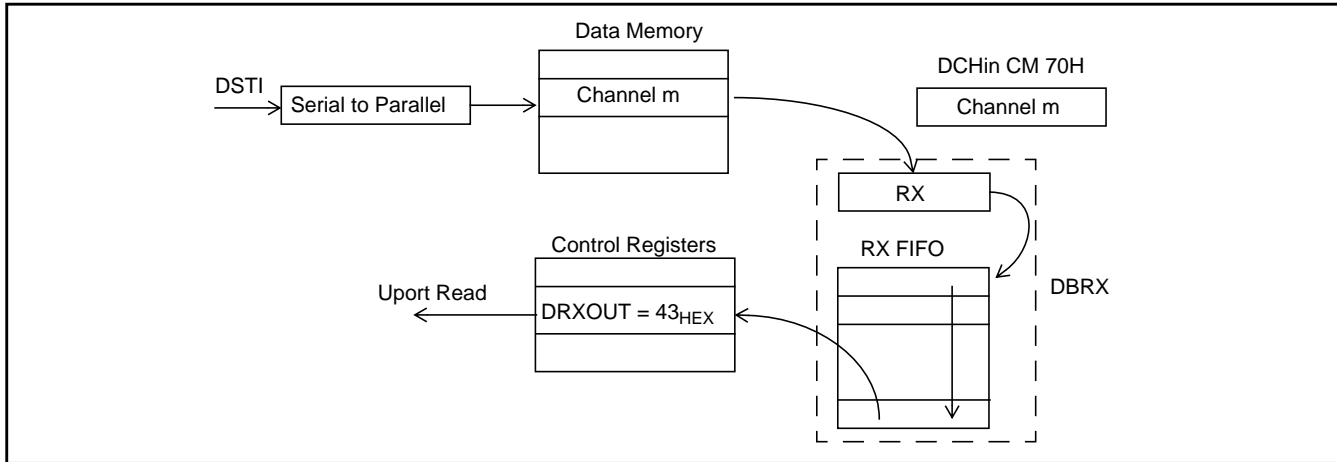 Data Memory
DSTI
DCHin CM 70H
Serial to Parallel
Channel m
Channel m
RX
Control Registers
RX FIFO
Uport Read
DRXOUT = 43HEX
DBRX